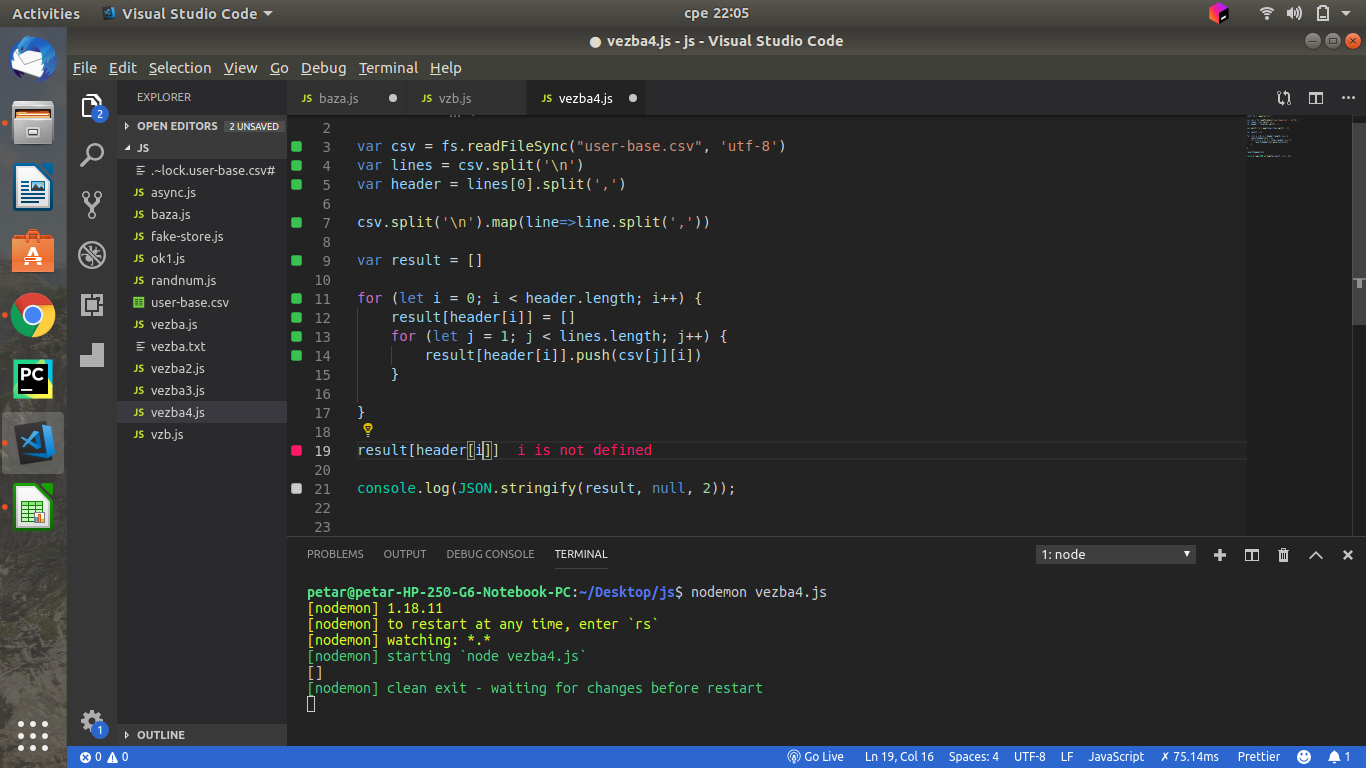 Activities Visual Studio Code сре 22:05
● vezba4.js - js - Visual Studio Code
File Edit Selection View Go Debug Terminal Help
EXPLORER
OPEN EDITORS 2 UNSAVED
JS
.~lock.user-base.csv#
async.js
baza.js
fake-store.js
ok1.js
randnum.js
user-base.csv
vezba.js
vezba.txt
vezba2.js
vezba3.js
vezba4.js
vzb.js
OUTLINE
2
1
PC
JS baza.js JS vzb.js JS vezba4.js
2
3 var csv = fs.readFileSync("user-base.csv", 'utf-8')
4 var lines = csv.split('\n')
5 var header = lines[0].split(',')
6
7 csv.split('\n').map(line=>line.split(','))
8
9 var result = []
10
11 for (let i = 0; i < header.length; i++) {
12 result[header[i]] = []
13 for (let j = 1; j < lines.length; j++) {
14 result[header[i]].push(csv[j][i])
15 }
16
17 }
18
19 result[header[i]] i is not defined
20
21 console.log(JSON.stringify(result, null, 2));
22
23
PROBLEMS OUTPUT DEBUG CONSOLE TERMINAL 1: node
petar@petar-HP-250-G6-Notebook-PC:~/Desktop/js$ nodemon vezba4.js
[nodemon] 1.18.11
[nodemon] to restart at any time, enter `rs`
[nodemon] watching: *.*
[nodemon] starting `node vezba4.js`
[]
[nodemon] clean exit - waiting for changes before restart
0 0 Go Live Ln 19, Col 16 Spaces: 4 UTF-8 LF JavaScript ✗ 75.14ms Prettier 1